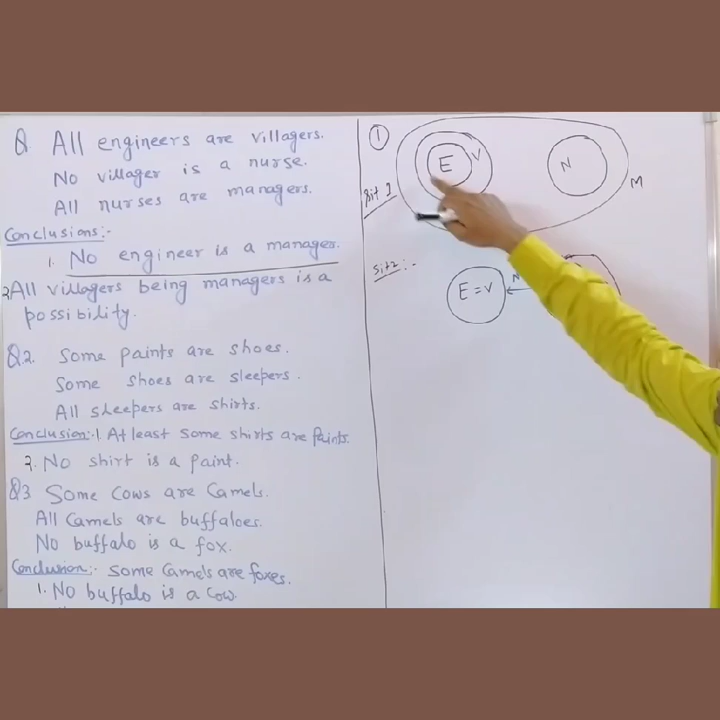 Q All engineers are villagers.
No villager is a nurse.
All nurses are managers.
Conclusions:-
1. No engineer is a manager.
2 All villagers being managers is a
possibility.
Q.2. Some paints are shoes.
Some shoes are sleepers.
All sleepers are shirts.
Conclusion:-1. At least some shirts are paints.
2. No shirt is a paint.
Q3 Some cows are camels.
All camels are buffaloes.
No buffalo is a fox.
Conclusion:- Some camels are foxes.
1. No buffalo is a cow.
1
E V N M
Sit 1
Sit2:-
E = V N